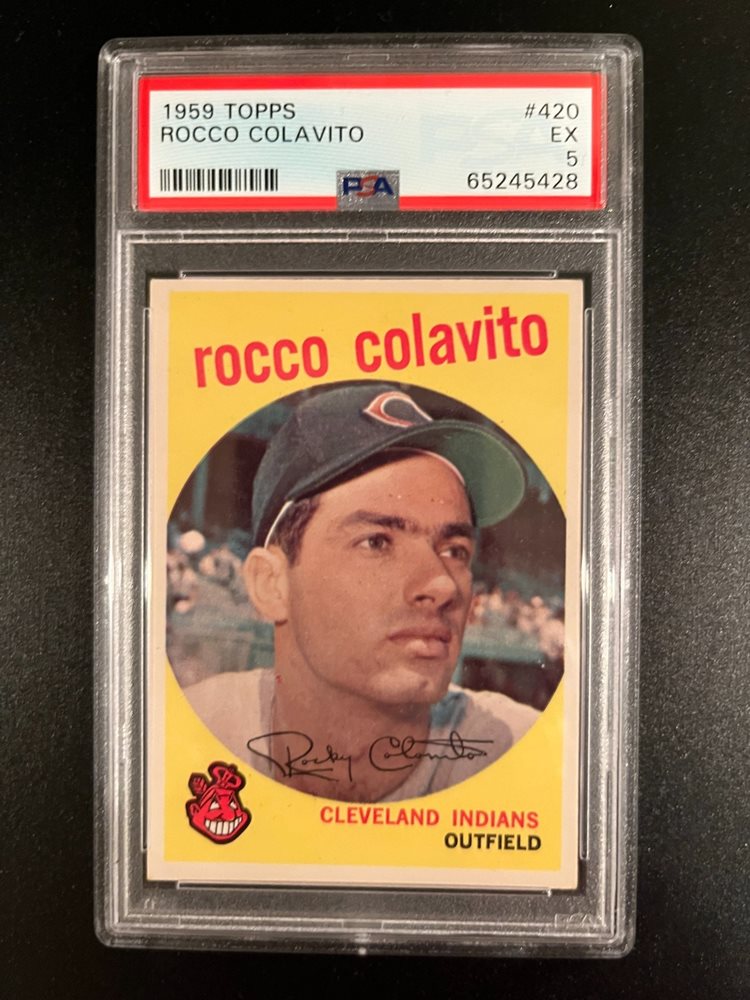 1959 TOPPS #420
ROCCO COLAVITO EX
5
PSA 65245428
rocco colavito
C
Rocky Colavito
CLEVELAND INDIANS
OUTFIELD